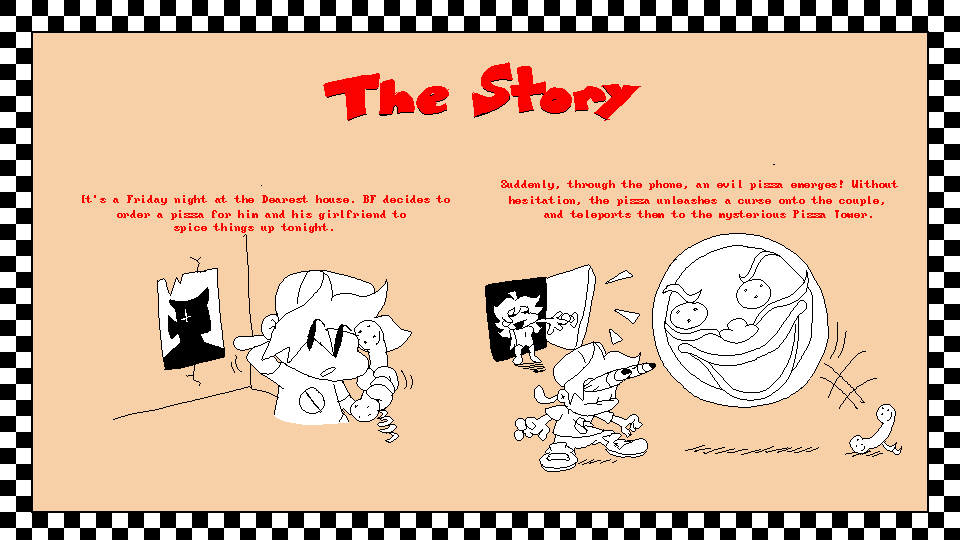 The Story
It's a Friday night at the Dearest house. BF decides to
order a pizza for him and his girlfriend to
spice things up tonight.
Suddenly, through the phone, an evil pizza emerges! Without
hesitation, the pizza unleashes a curse onto the couple,
and teleports them to the mysterious Pizza Tower.